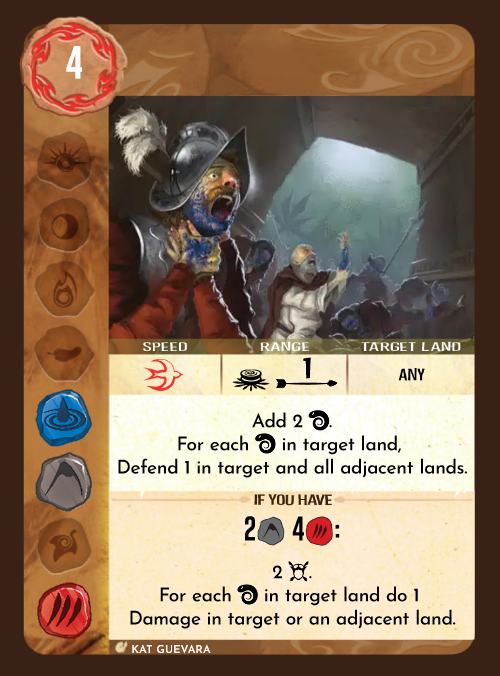 4
SPEED RANGE TARGET LAND
1 ANY
Add 2 .
For each in target land,
Defend 1 in target and all adjacent lands.
IF YOU HAVE
2 4 :
2 .
For each in target land do 1
Damage in target or an adjacent land.
KAT GUEVARA